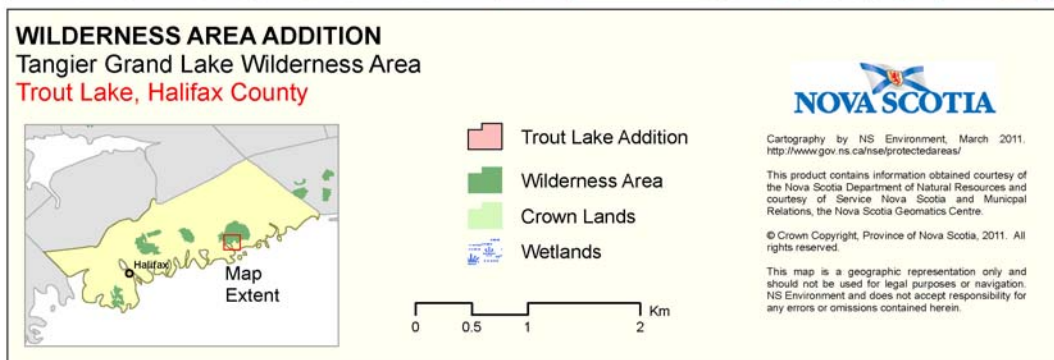 WILDERNESS AREA ADDITION
Tangier Grand Lake Wilderness Area
Trout Lake, Halifax County
Halifax
Map
Extent
Trout Lake Addition
Wilderness Area
Crown Lands
Wetlands
0 0.5 1 2 Km
NOVA SCOTIA
Cartography by NS Environment, March 2011.
http://www.gov.ns.ca/nse/protectedareas/
This product contains information obtained courtesy of
the Nova Scotia Department of Natural Resources and
courtesy of Service Nova Scotia and Municpal
Relations, the Nova Scotia Geomatics Centre.
© Crown Copyright, Province of Nova Scotia, 2011. All
rights reserved.
This map is a geographic representation only and
should not be used for legal purposes or navigation.
NS Environment and does not accept responsibility for
any errors or omissions contained herein.